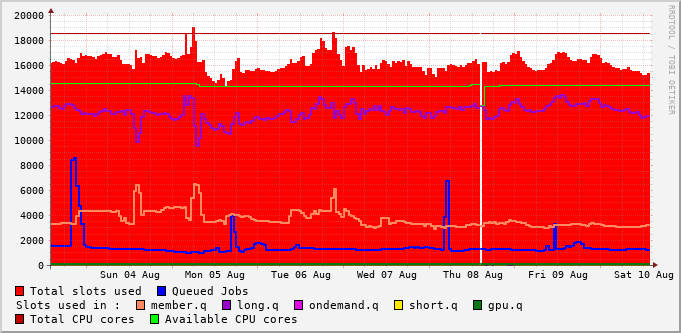 20000
18000
16000
14000
12000
10000
8000
6000
4000
2000
0
Sun 04 Aug Mon 05 Aug Tue 06 Aug Wed 07 Aug Thu 08 Aug Fri 09 Aug Sat 10 Aug
Total slots used Queued Jobs
Slots used in : member.q long.q ondemand.q short.q gpu.q
Total CPU cores Available CPU cores
RRDTOOL / TOBI OETIKER